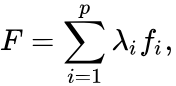 F = \sum_{i=1}^{p} \lambda_i f_i,